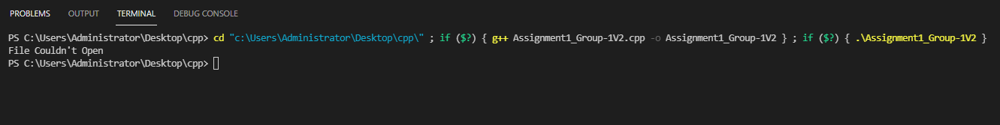 PROBLEMS OUTPUT TERMINAL DEBUG CONSOLE
PS C:\Users\Administrator\Desktop\cpp> cd "c:\Users\Administrator\Desktop\cpp\" ; if ($?) { g++ Assignment1_Group-1V2.cpp -o Assignment1_Group-1V2 } ; if ($?) { .\Assignment1_Group-1V2 }
File Couldn't Open
PS C:\Users\Administrator\Desktop\cpp>